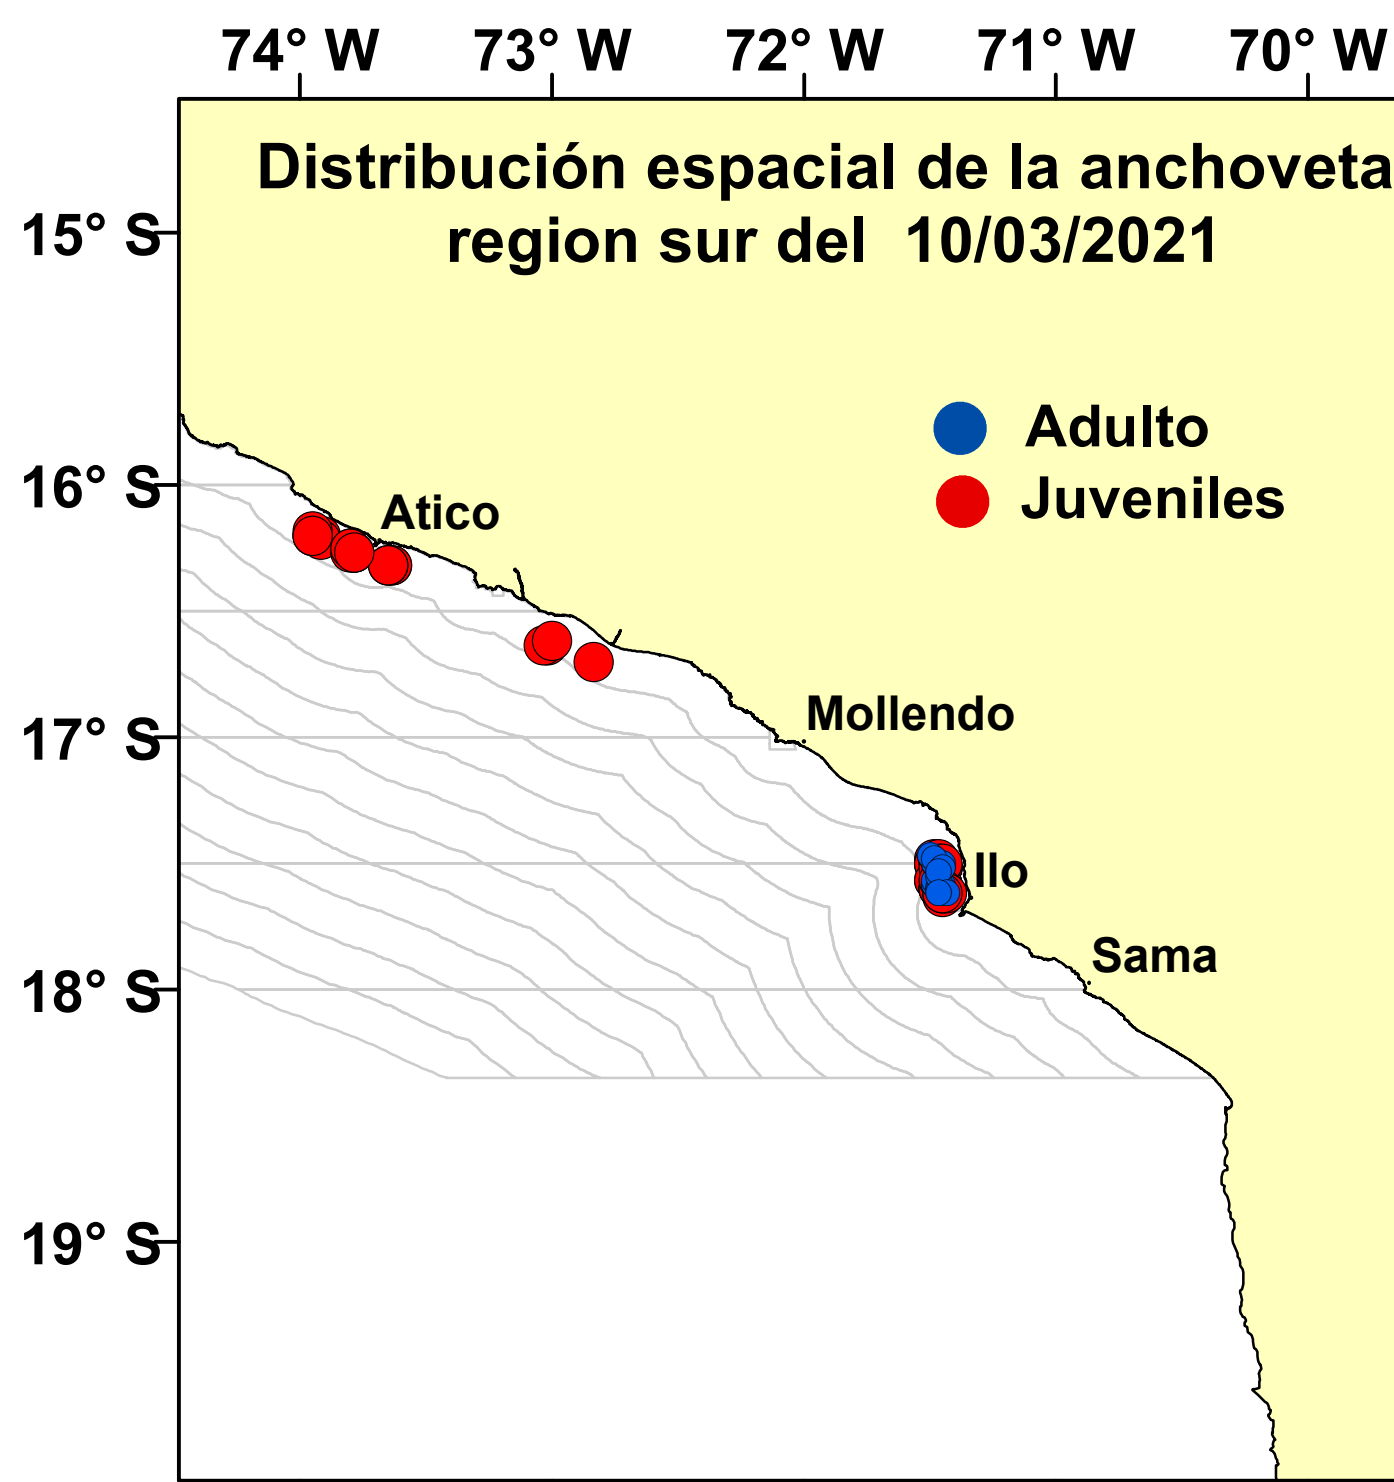 74° W 73° W 72° W 71° W 70° W
Distribución espacial de la anchoveta
region sur del 10/03/2021
15° S
Adulto
16° S
Juveniles
Atico
Mollendo
17° S
Ilo
Sama
18° S
19° S